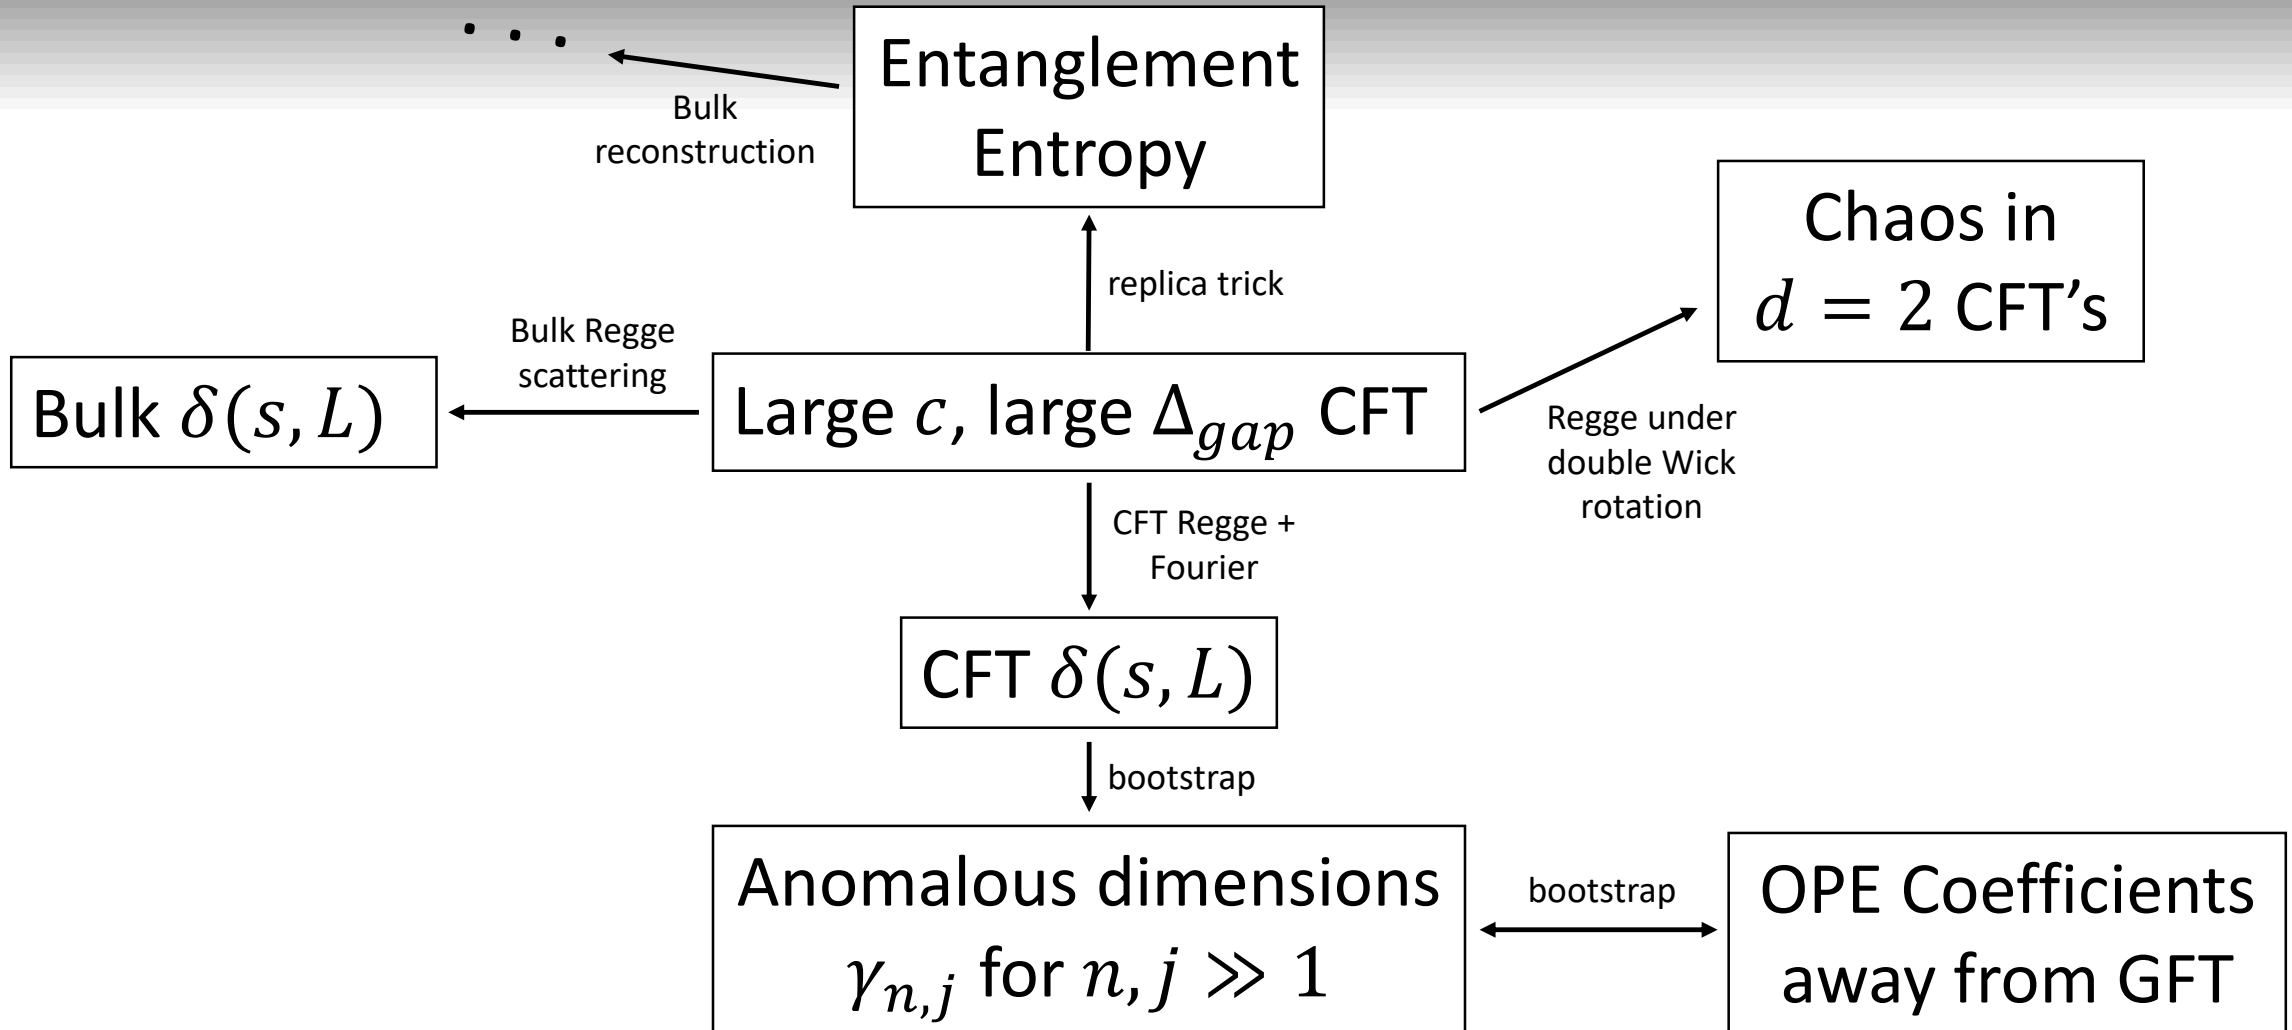 . . .
Entanglement
Entropy
Bulk
reconstruction
Chaos in
d = 2 CFT’s
replica trick
Bulk Regge
scattering
Bulk δ(s, L)
Large c, large Δ_gap CFT
Regge under
double Wick
rotation
CFT Regge +
Fourier
CFT δ(s, L)
bootstrap
Anomalous dimensions
γ_{n,j} for n, j ≫ 1
bootstrap
OPE Coefficients
away from GFT